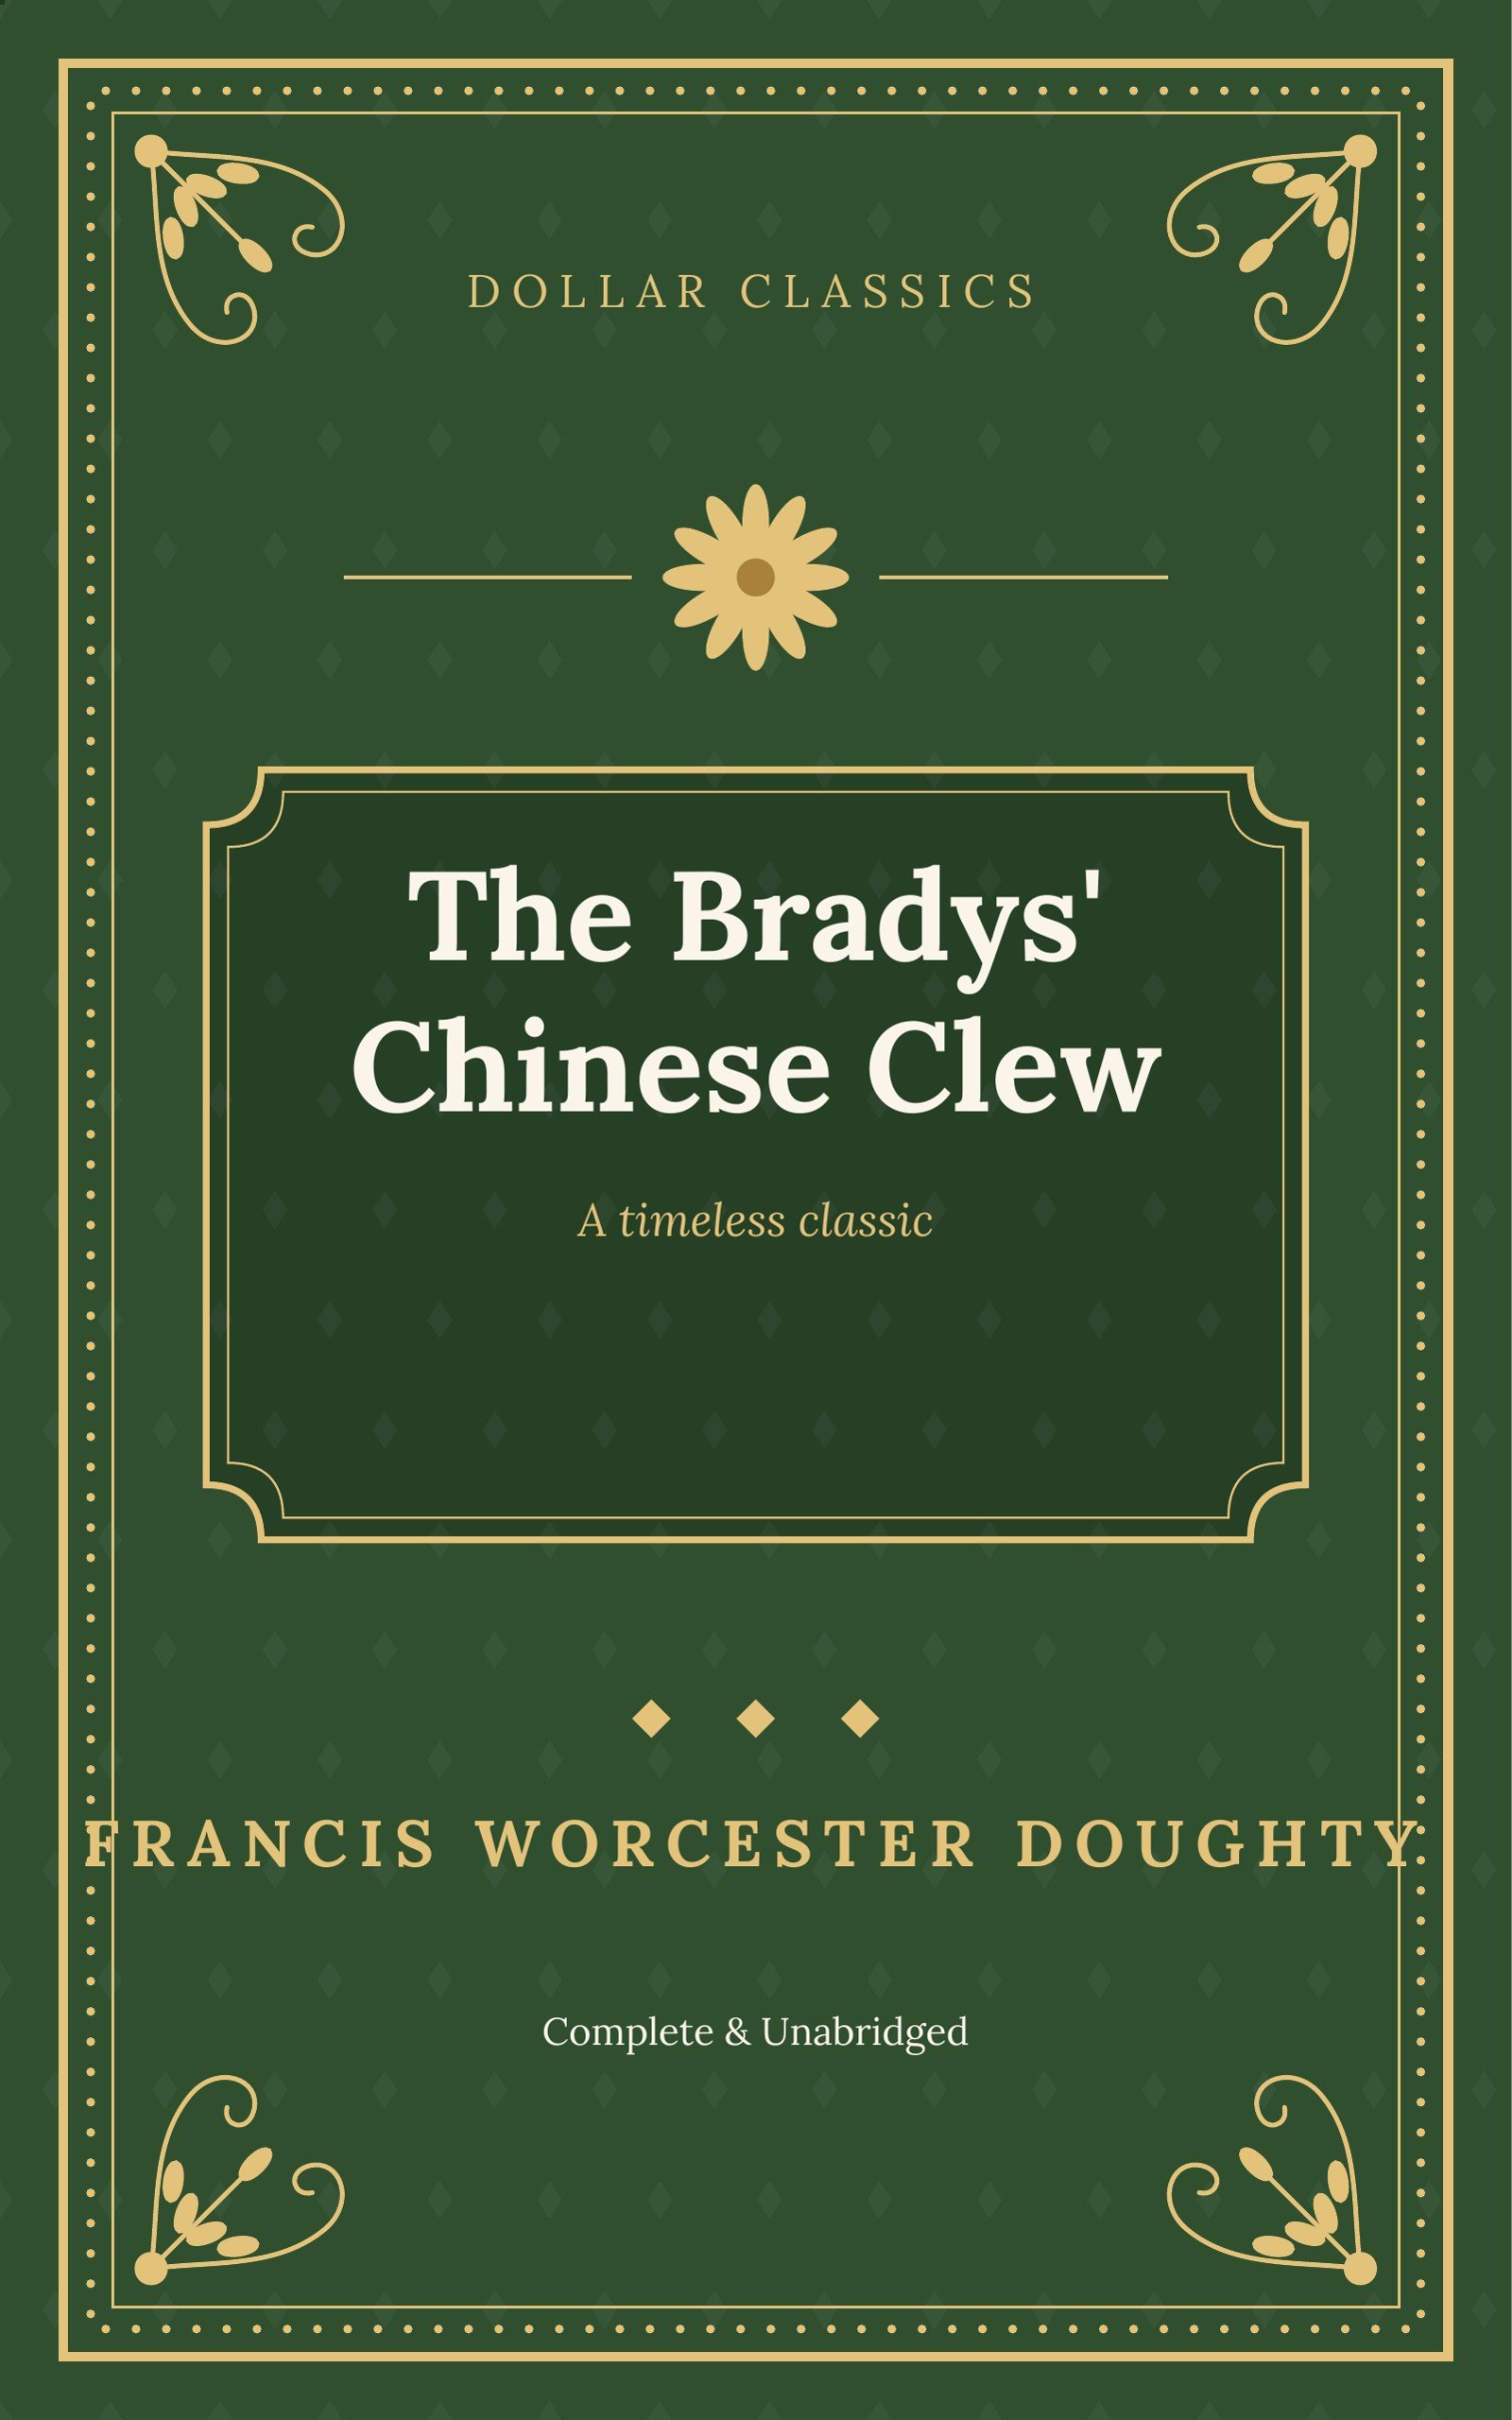 DOLLAR CLASSICS
The Bradys'
Chinese Clew
A timeless classic
FRANCIS WORCESTER DOUGHTY
Complete & Unabridged